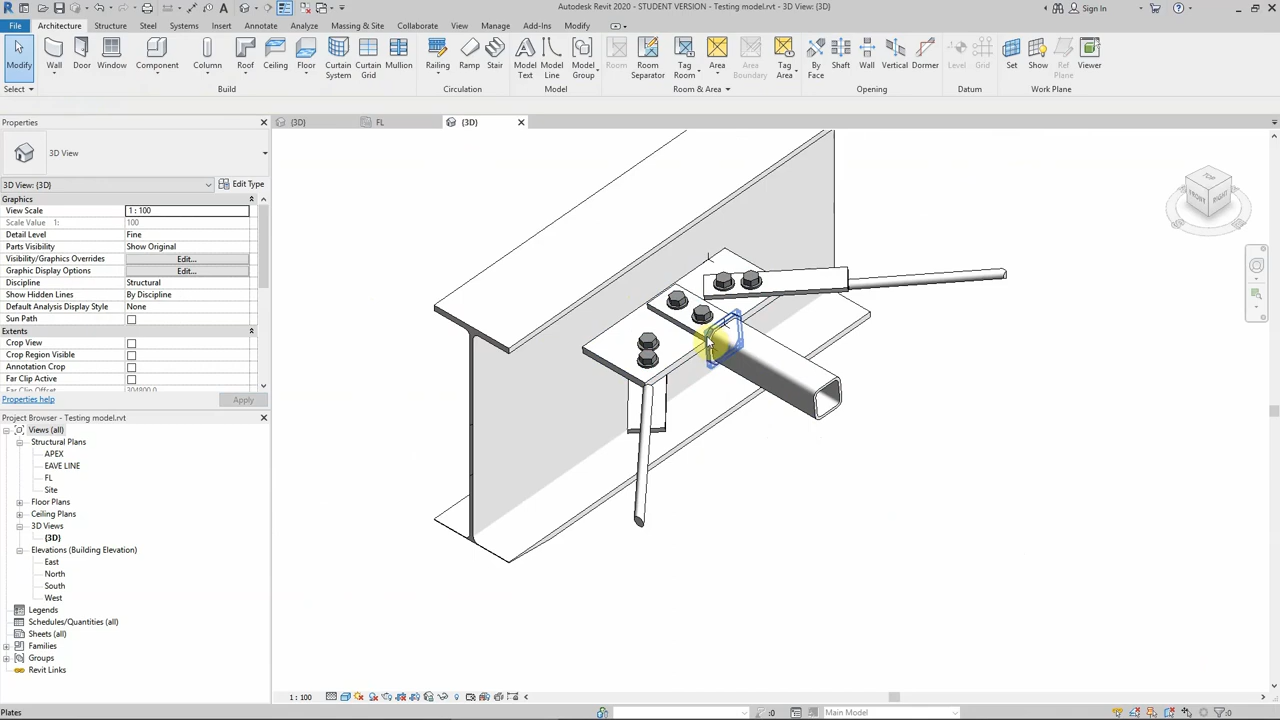 Autodesk Revit 2020 - STUDENT VERSION - Testing model.rvt - 3D View: {3D}
Sign In
File Architecture Structure Steel Systems Insert Annotate Analyze Massing & Site Collaborate View Manage Add-Ins Modify
Modify Wall Door Window Component Column Roof Ceiling Floor Curtain System Curtain Grid Mullion Railing Ramp Stair Model Text Model Line Model Group Room Room Separator Tag Room Area Area Boundary Tag Area By Face Shaft Wall Vertical Dormer Level Grid Set Show Ref Plane Viewer
Select Build Circulation Model Room & Area Opening Datum Work Plane
Properties
{3D} FL {3D}
3D View
3D View: {3D} Edit Type
Graphics
View Scale 1 : 100
Scale Value 1: 100
Detail Level Fine
Parts Visibility Show Original
Visibility/Graphics Overrides Edit...
Graphic Display Options Edit...
Discipline Structural
Show Hidden Lines By Discipline
Default Analysis Display Style None
Sun Path
Extents
Crop View
Crop Region Visible
Annotation Crop
Far Clip Active
Far Clip Offset 304800.0
Properties help Apply
Project Browser - Testing model.rvt
Views (all)
Structural Plans
APEX
EAVE LINE
FL
Site
Floor Plans
Ceiling Plans
3D Views
{3D}
Elevations (Building Elevation)
East
North
South
West
Legends
Schedules/Quantities (all)
Sheets (all)
Families
Groups
Revit Links
TOP
FRONT RIGHT
1 : 100
Plates :0 Main Model :0